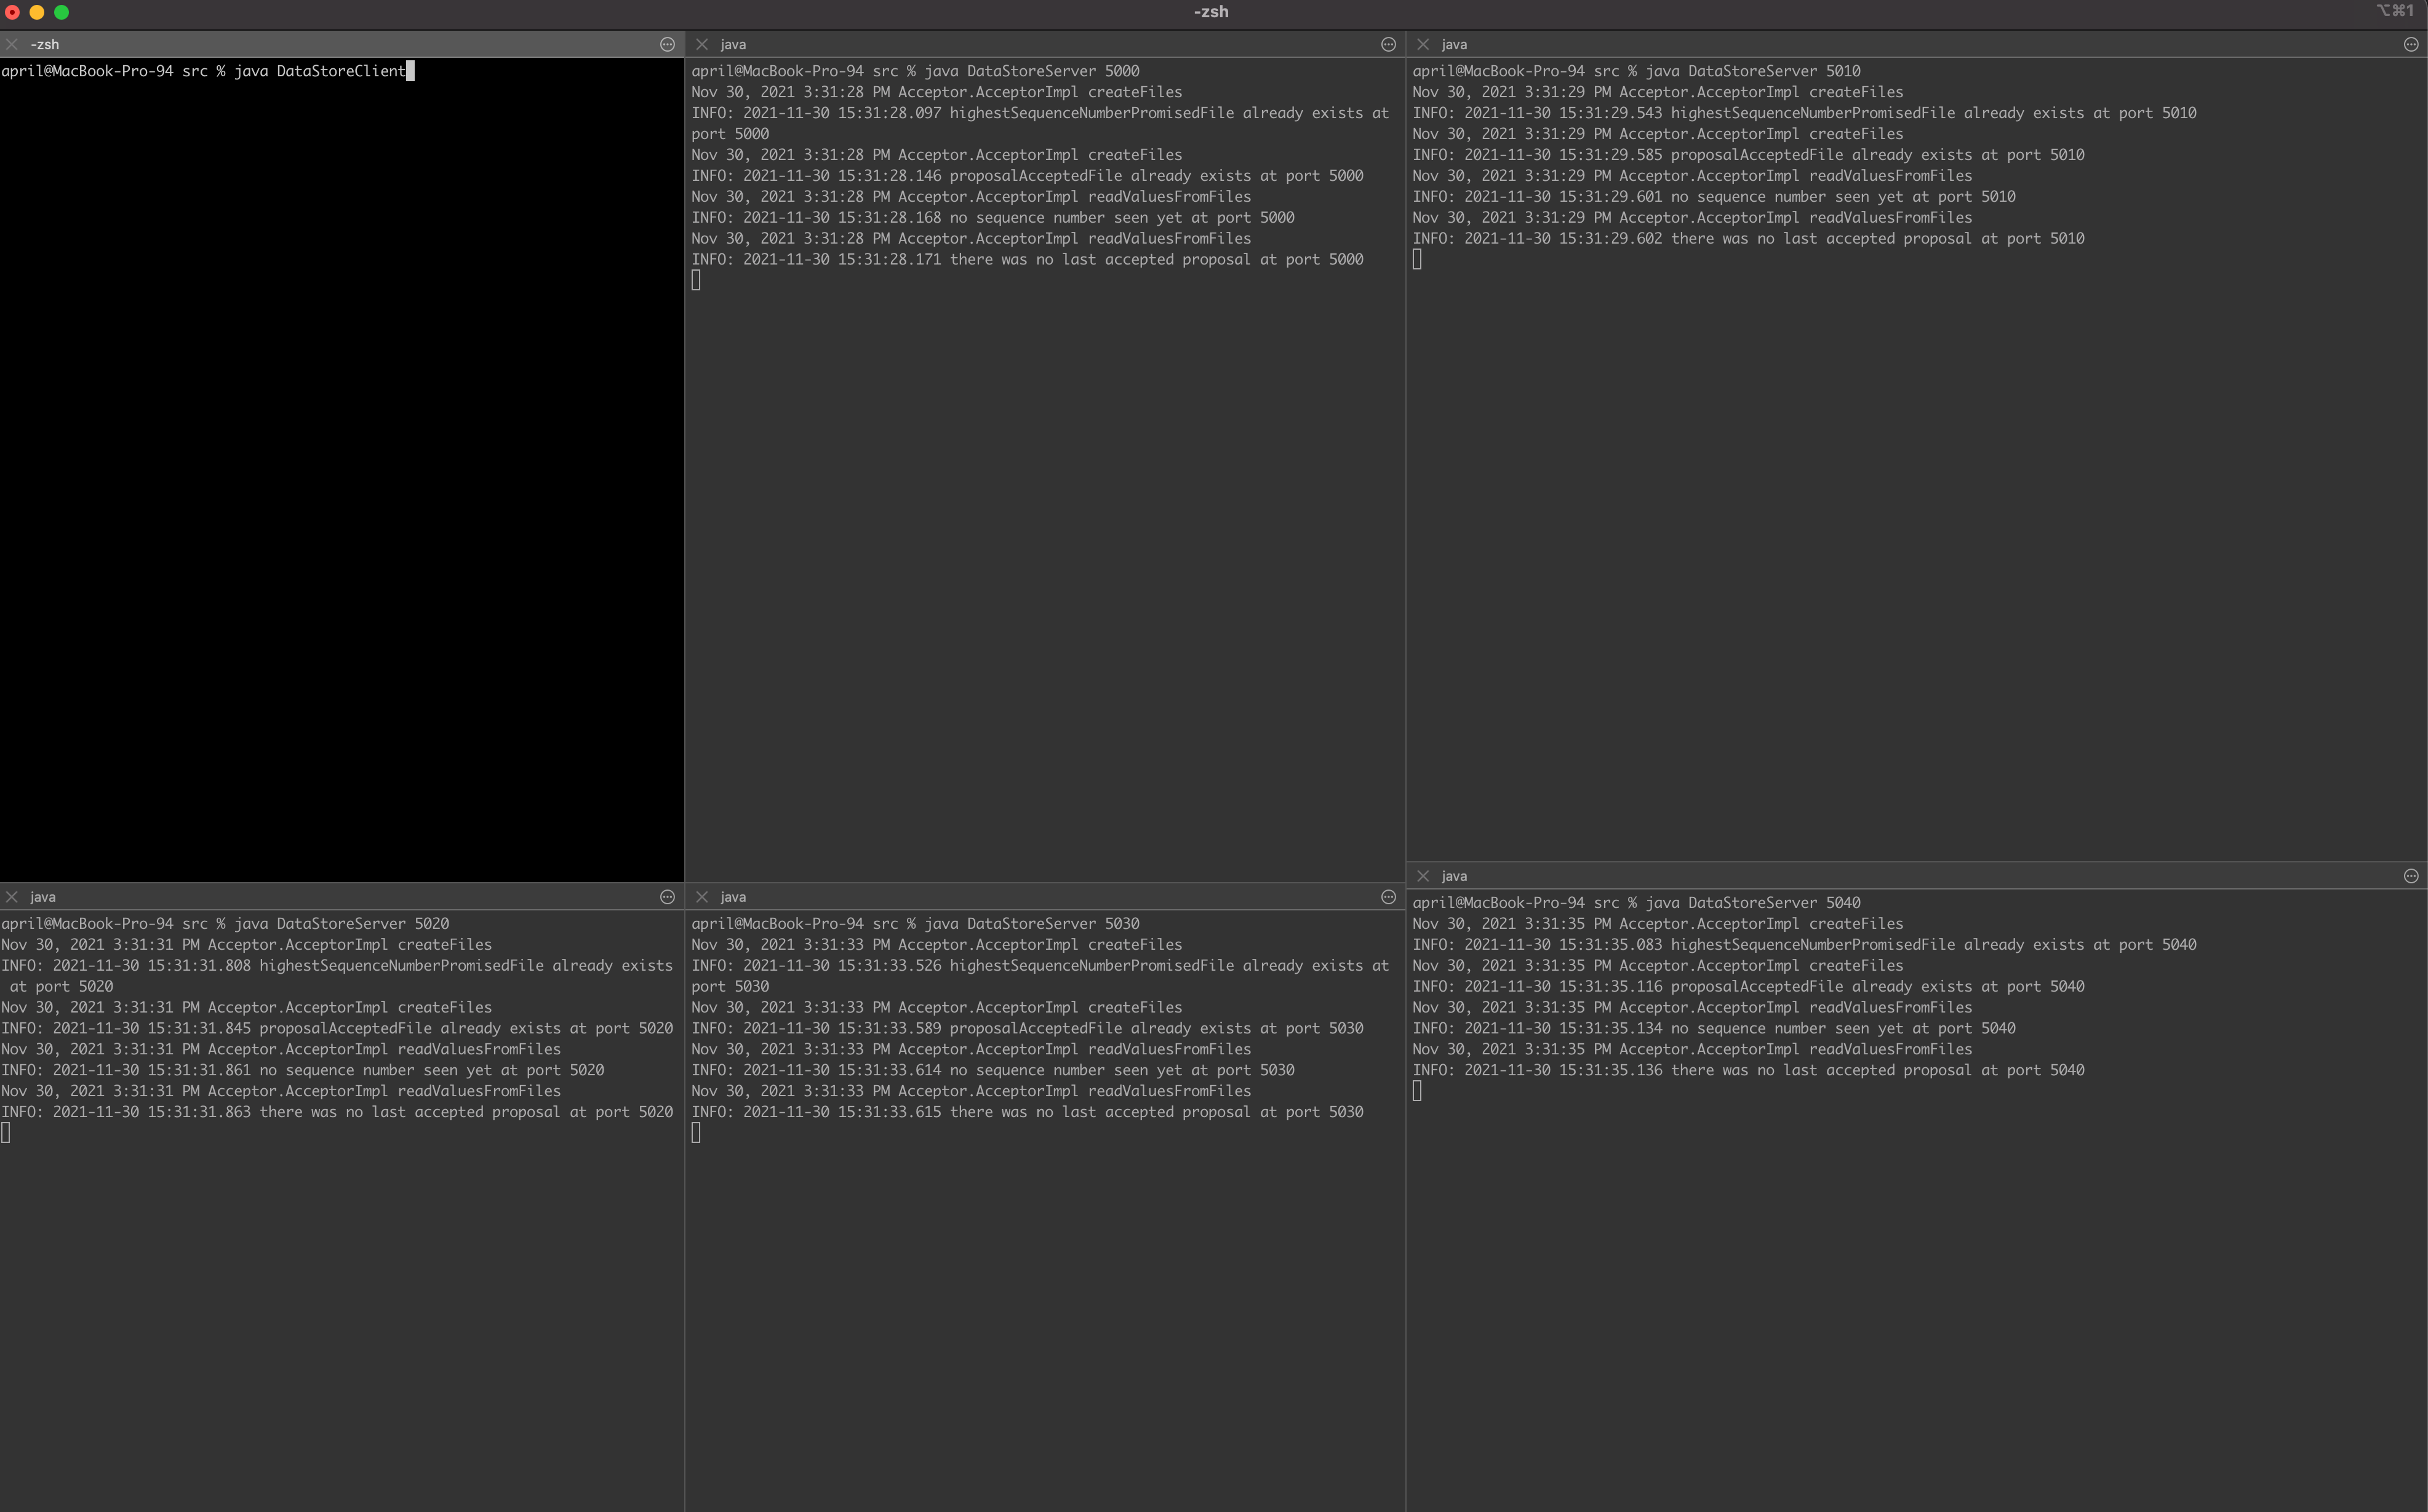 -zsh
⌥⌘1
-zsh
april@MacBook-Pro-94 src % java DataStoreClient
java
april@MacBook-Pro-94 src % java DataStoreServer 5000
Nov 30, 2021 3:31:28 PM Acceptor.AcceptorImpl createFiles
INFO: 2021-11-30 15:31:28.097 highestSequenceNumberPromisedFile already exists at
port 5000
Nov 30, 2021 3:31:28 PM Acceptor.AcceptorImpl createFiles
INFO: 2021-11-30 15:31:28.146 proposalAcceptedFile already exists at port 5000
Nov 30, 2021 3:31:28 PM Acceptor.AcceptorImpl readValuesFromFiles
INFO: 2021-11-30 15:31:28.168 no sequence number seen yet at port 5000
Nov 30, 2021 3:31:28 PM Acceptor.AcceptorImpl readValuesFromFiles
INFO: 2021-11-30 15:31:28.171 there was no last accepted proposal at port 5000
java
april@MacBook-Pro-94 src % java DataStoreServer 5010
Nov 30, 2021 3:31:29 PM Acceptor.AcceptorImpl createFiles
INFO: 2021-11-30 15:31:29.543 highestSequenceNumberPromisedFile already exists at port 5010
Nov 30, 2021 3:31:29 PM Acceptor.AcceptorImpl createFiles
INFO: 2021-11-30 15:31:29.585 proposalAcceptedFile already exists at port 5010
Nov 30, 2021 3:31:29 PM Acceptor.AcceptorImpl readValuesFromFiles
INFO: 2021-11-30 15:31:29.601 no sequence number seen yet at port 5010
Nov 30, 2021 3:31:29 PM Acceptor.AcceptorImpl readValuesFromFiles
INFO: 2021-11-30 15:31:29.602 there was no last accepted proposal at port 5010
java
april@MacBook-Pro-94 src % java DataStoreServer 5020
Nov 30, 2021 3:31:31 PM Acceptor.AcceptorImpl createFiles
INFO: 2021-11-30 15:31:31.808 highestSequenceNumberPromisedFile already exists
at port 5020
Nov 30, 2021 3:31:31 PM Acceptor.AcceptorImpl createFiles
INFO: 2021-11-30 15:31:31.845 proposalAcceptedFile already exists at port 5020
Nov 30, 2021 3:31:31 PM Acceptor.AcceptorImpl readValuesFromFiles
INFO: 2021-11-30 15:31:31.861 no sequence number seen yet at port 5020
Nov 30, 2021 3:31:31 PM Acceptor.AcceptorImpl readValuesFromFiles
INFO: 2021-11-30 15:31:31.863 there was no last accepted proposal at port 5020
java
april@MacBook-Pro-94 src % java DataStoreServer 5030
Nov 30, 2021 3:31:33 PM Acceptor.AcceptorImpl createFiles
INFO: 2021-11-30 15:31:33.526 highestSequenceNumberPromisedFile already exists at
port 5030
Nov 30, 2021 3:31:33 PM Acceptor.AcceptorImpl createFiles
INFO: 2021-11-30 15:31:33.589 proposalAcceptedFile already exists at port 5030
Nov 30, 2021 3:31:33 PM Acceptor.AcceptorImpl readValuesFromFiles
INFO: 2021-11-30 15:31:33.614 no sequence number seen yet at port 5030
Nov 30, 2021 3:31:33 PM Acceptor.AcceptorImpl readValuesFromFiles
INFO: 2021-11-30 15:31:33.615 there was no last accepted proposal at port 5030
java
april@MacBook-Pro-94 src % java DataStoreServer 5040
Nov 30, 2021 3:31:35 PM Acceptor.AcceptorImpl createFiles
INFO: 2021-11-30 15:31:35.083 highestSequenceNumberPromisedFile already exists at port 5040
Nov 30, 2021 3:31:35 PM Acceptor.AcceptorImpl createFiles
INFO: 2021-11-30 15:31:35.116 proposalAcceptedFile already exists at port 5040
Nov 30, 2021 3:31:35 PM Acceptor.AcceptorImpl readValuesFromFiles
INFO: 2021-11-30 15:31:35.134 no sequence number seen yet at port 5040
Nov 30, 2021 3:31:35 PM Acceptor.AcceptorImpl readValuesFromFiles
INFO: 2021-11-30 15:31:35.136 there was no last accepted proposal at port 5040